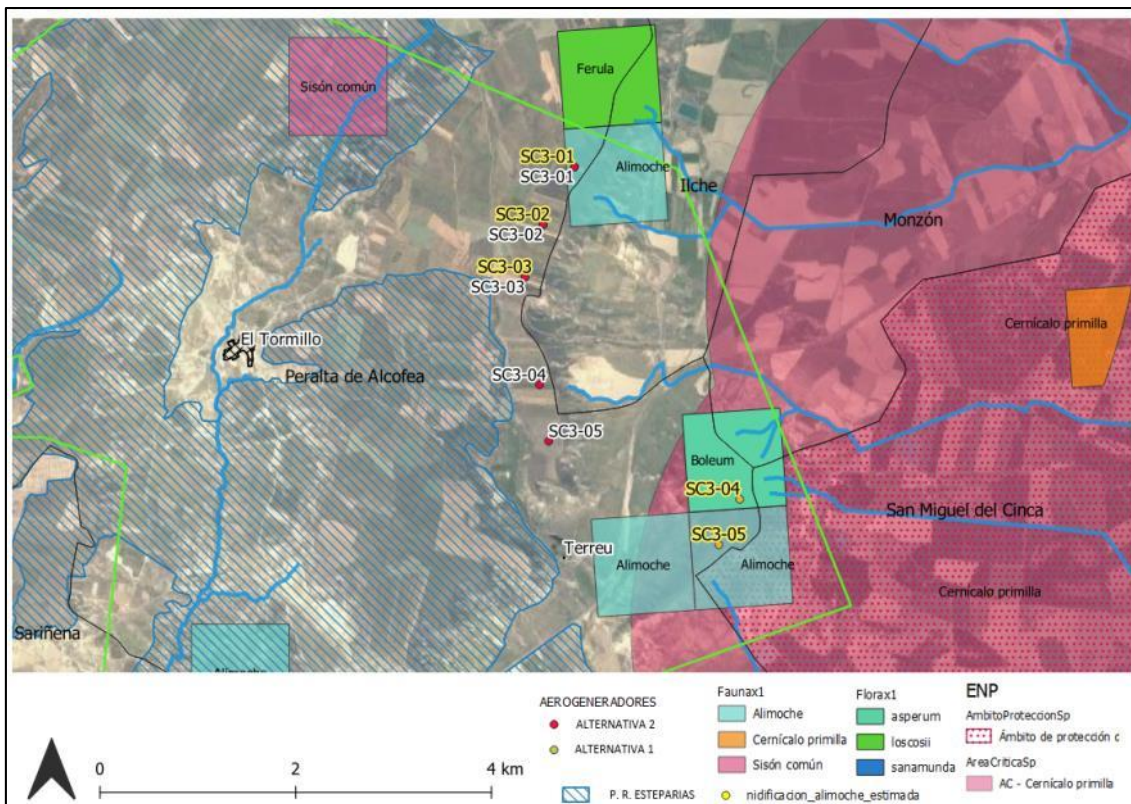 Ferula
Sisón común
SC3-01
SC3-01
Alimoche
Ilche
SC3-02
SC3-02
Monzón
SC3-03
SC3-03
Cernícalo primilla
El Tormillo
Peralta de Alcofea
SC3-04
SC3-05
Boleum
SC3-04
San Miguel del Cinca
SC3-05
Terreu
Alimoche
Alimoche
Cernícalo primilla
Sariñena
Alimoche
AEROGENERADORES
ALTERNATIVA 2
ALTERNATIVA 1
P. R. ESTEPARIAS
Faunax1
Alimoche
Cernícalo primilla
Sisón común
nidificacion_alimoche_estimada
Florax1
asperum
loscosii
sanamunda
ENP
AmbitoProteccionSp
Ámbito de protección c
AreaCriticaSp
AC - Cernícalo primilla
0 2 4 km